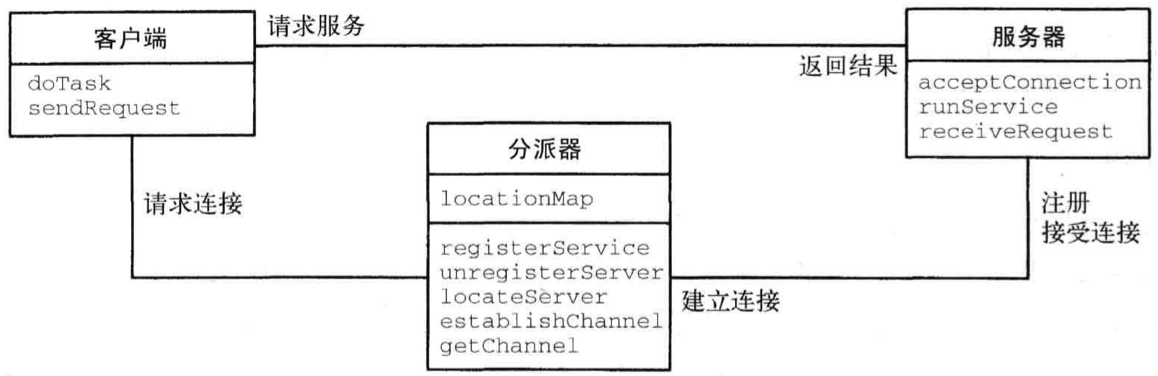 客户端
doTask
sendRequest
请求服务
返回结果
服务器
acceptConnection
runService
receiveRequest
请求连接
分派器
locationMap
registerService
unregisterServer
locateServer
establishChannel
getChannel
建立连接
注册
接受连接